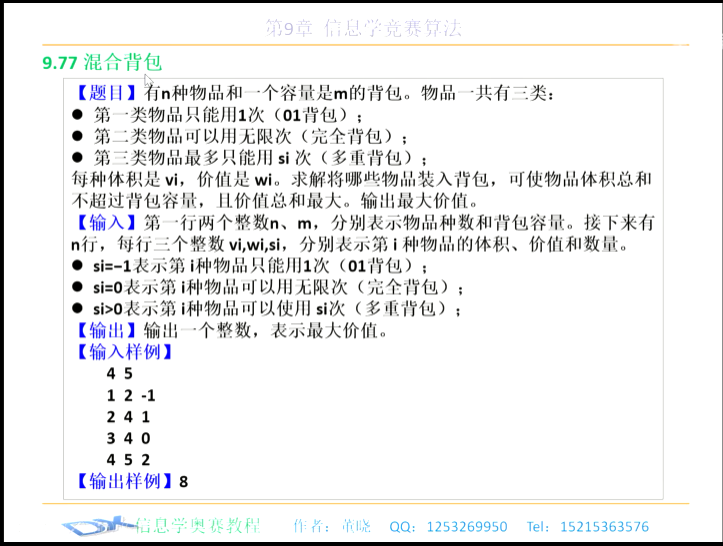 第9章 信息学竞赛算法
9.77 混合背包
【题目】有n种物品和一个容量是m的背包。物品一共有三类：
● 第一类物品只能用1次（01背包）；
● 第二类物品可以用无限次（完全背包）；
● 第三类物品最多只能用 si 次（多重背包）；
每种体积是 vi，价值是 wi。求解将哪些物品装入背包，可使物品体积总和
不超过背包容量，且价值总和最大。输出最大价值。
【输入】第一行两个整数n、m，分别表示物品种数和背包容量。接下来有
n行，每行三个整数 vi,wi,si，分别表示第 i 种物品的体积、价值和数量。
● si=−1表示第 i种物品只能用1次（01背包）；
● si=0表示第 i种物品可以用无限次（完全背包）；
● si>0表示第 i种物品可以使用 si次（多重背包）；
【输出】输出一个整数，表示最大价值。
【输入样例】
4 5
1 2 -1
2 4 1
3 4 0
4 5 2
【输出样例】8
信息学奥赛教程 作者：董晓 QQ：1253269950 Tel：15215363576